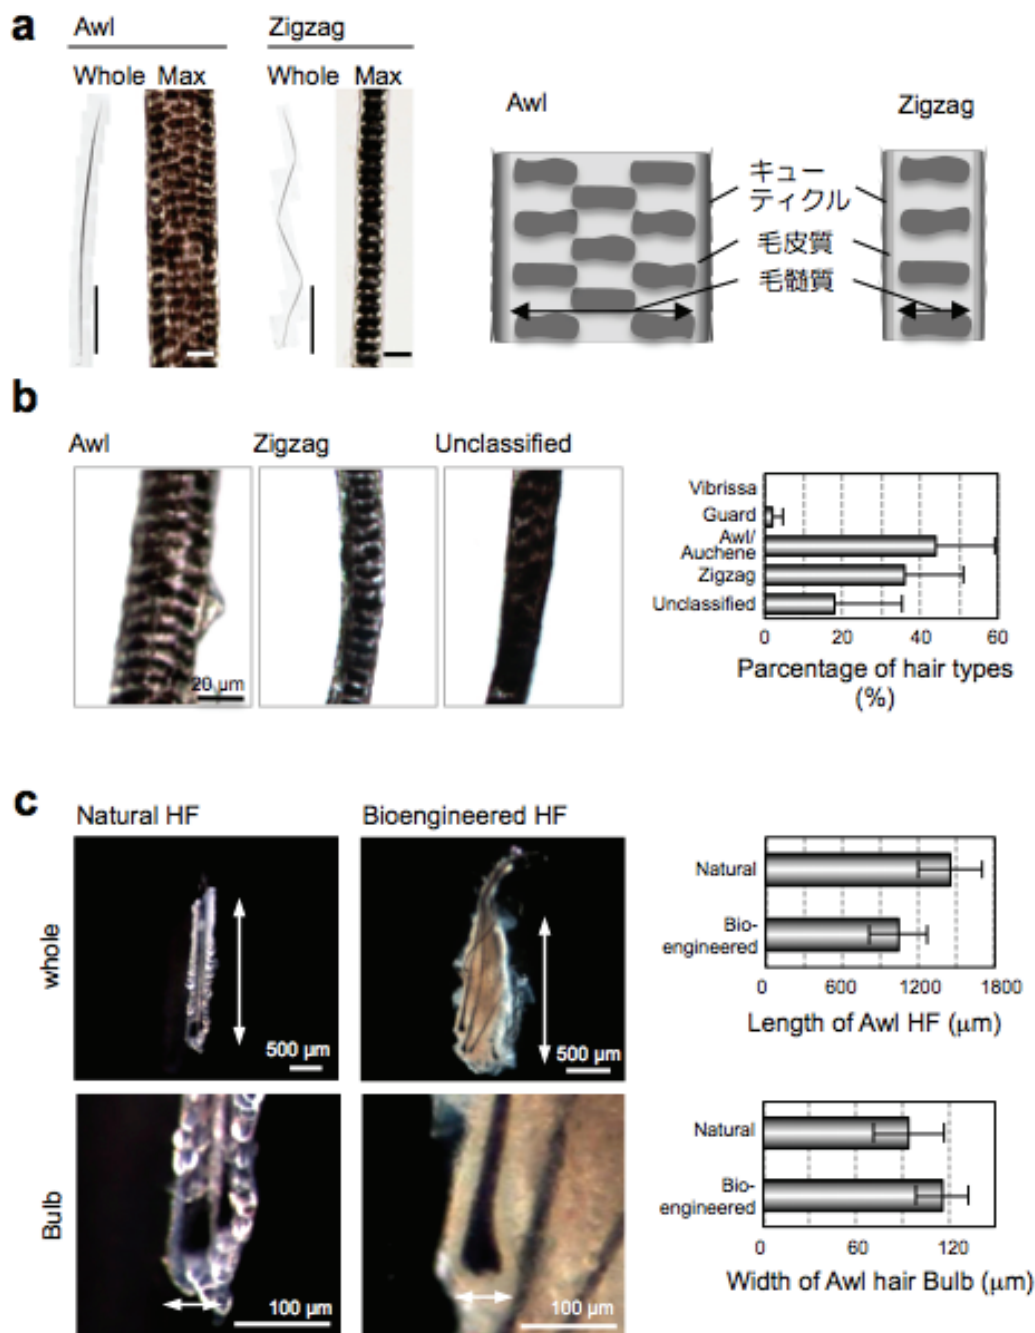 a
Awl
Zigzag
Whole Max
Whole Max
Awl
Zigzag
キュー
ティクル
毛皮質
毛髄質
b
Awl
Zigzag
Unclassified
20 µm
Vibrissa
Guard
Awl/
Auchene
Zigzag
Unclassified
0 20 40 60
Parcentage of hair types
(%)
c
Natural HF
Bioengineered HF
whole
500 µm
500 µm
Natural
Bio-
engineered
0 600 1200 1800
Length of Awl HF (µm)
Bulb
100 µm
100 µm
Natural
Bio-
engineered
0 60 120
Width of Awl hair Bulb (µm)